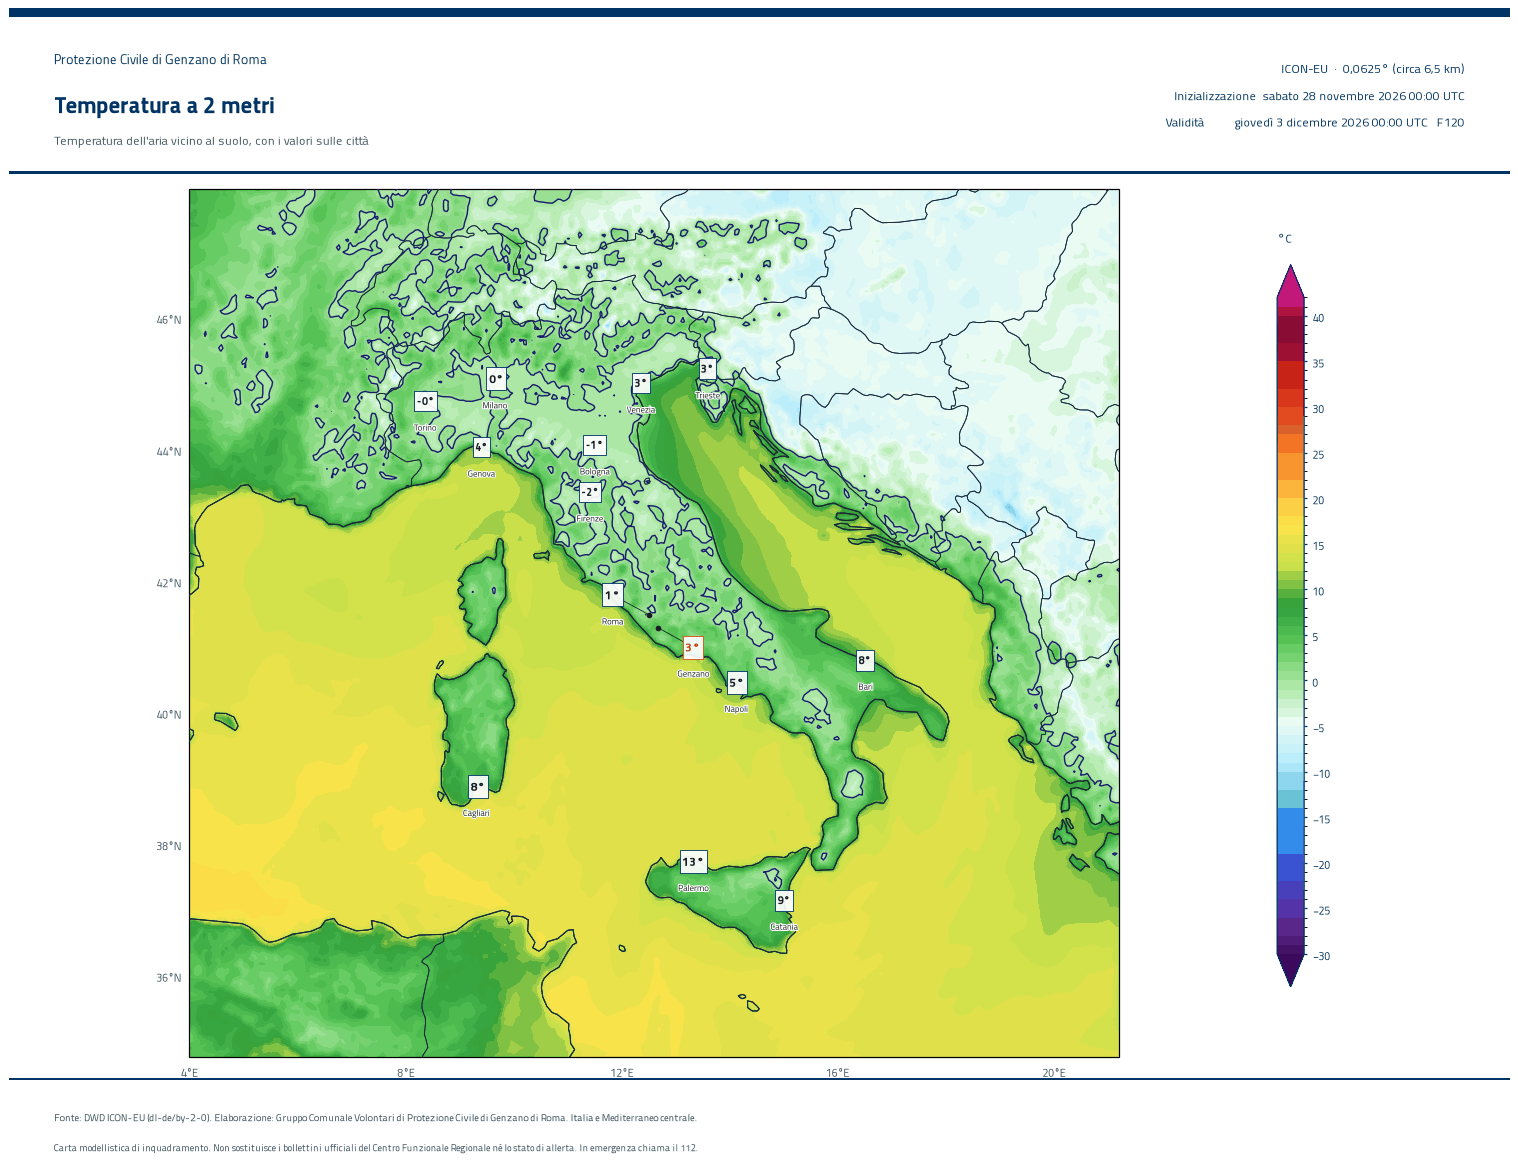 Protezione Civile di Genzano di Roma
Temperatura a 2 metri
Temperatura dell'aria vicino al suolo, con i valori sulle città
ICON-EU · 0,0625° (circa 6,5 km)
Inizializzazione sabato 28 novembre 2026 00:00 UTC
Validità giovedì 3 dicembre 2026 00:00 UTC F120
°C
40
35
30
25
20
15
10
5
0
−5
−10
−15
−20
−25
−30
46°N
44°N
42°N
40°N
38°N
36°N
4°E
8°E
12°E
16°E
20°E
-0°
Torino
0°
Milano
3°
Venezia
3°
Trieste
4°
Genova
-1°
Bologna
-2°
Firenze
1°
Roma
3°
Genzano
5°
Napoli
8°
Bari
8°
Cagliari
13°
Palermo
9°
Catania
Fonte: DWD ICON-EU (dl-de/by-2-0). Elaborazione: Gruppo Comunale Volontari di Protezione Civile di Genzano di Roma. Italia e Mediterraneo centrale.
Carta modellistica di inquadramento. Non sostituisce i bollettini ufficiali del Centro Funzionale Regionale né lo stato di allerta. In emergenza chiama il 112.